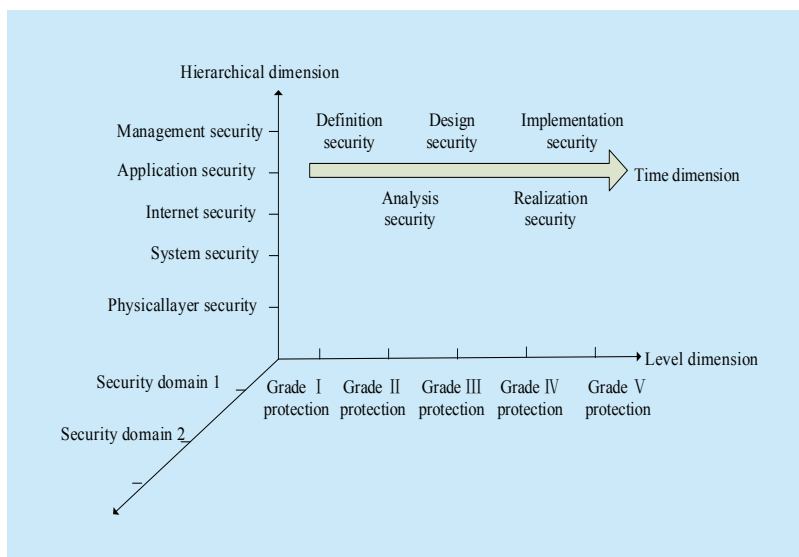 Hierarchical dimension
Management security
Application security
Internet security
System security
Physicallayer security
Definition
security
Design
security
Implementation
security
Time dimension
Analysis
security
Realization
security
Level dimension
Grade Ⅰ
protection
Grade Ⅱ
protection
Grade Ⅲ
protection
Grade Ⅳ
protection
Grade Ⅴ
protection
Security domain 1
Security domain 2